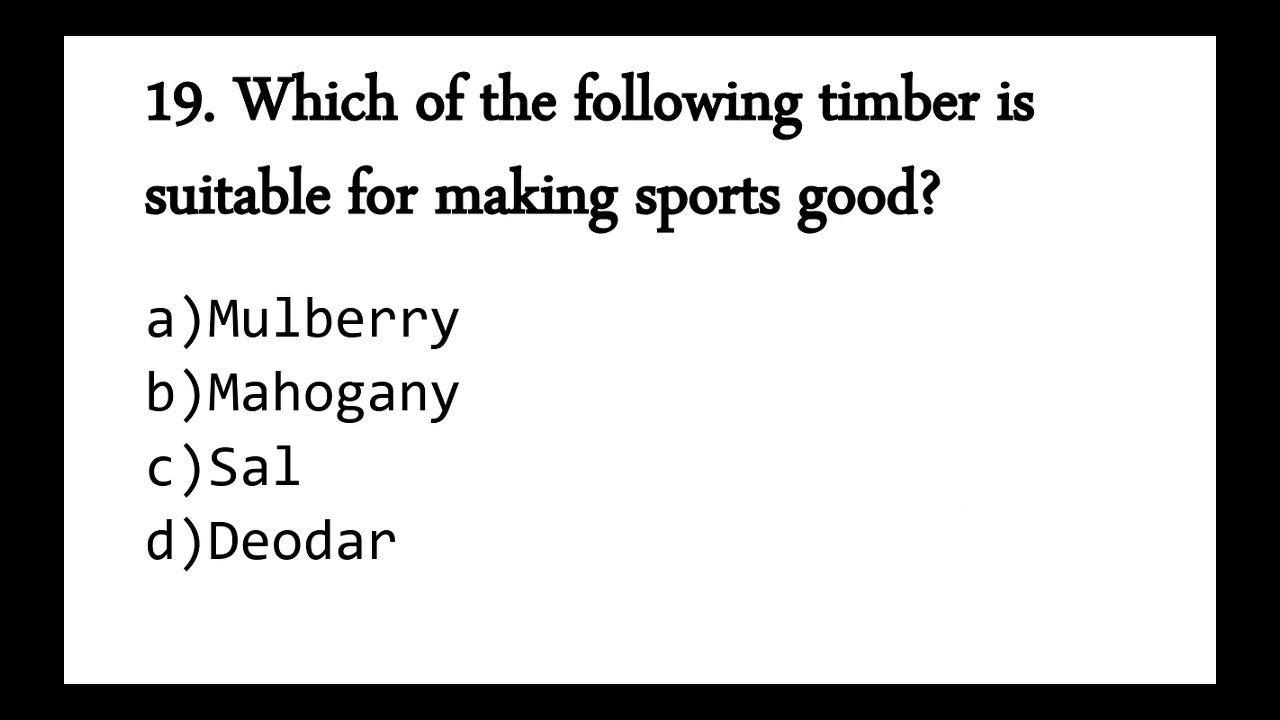 19. Which of the following timber is
suitable for making sports good?
a)Mulberry
b)Mahogany
c)Sal
d)Deodar